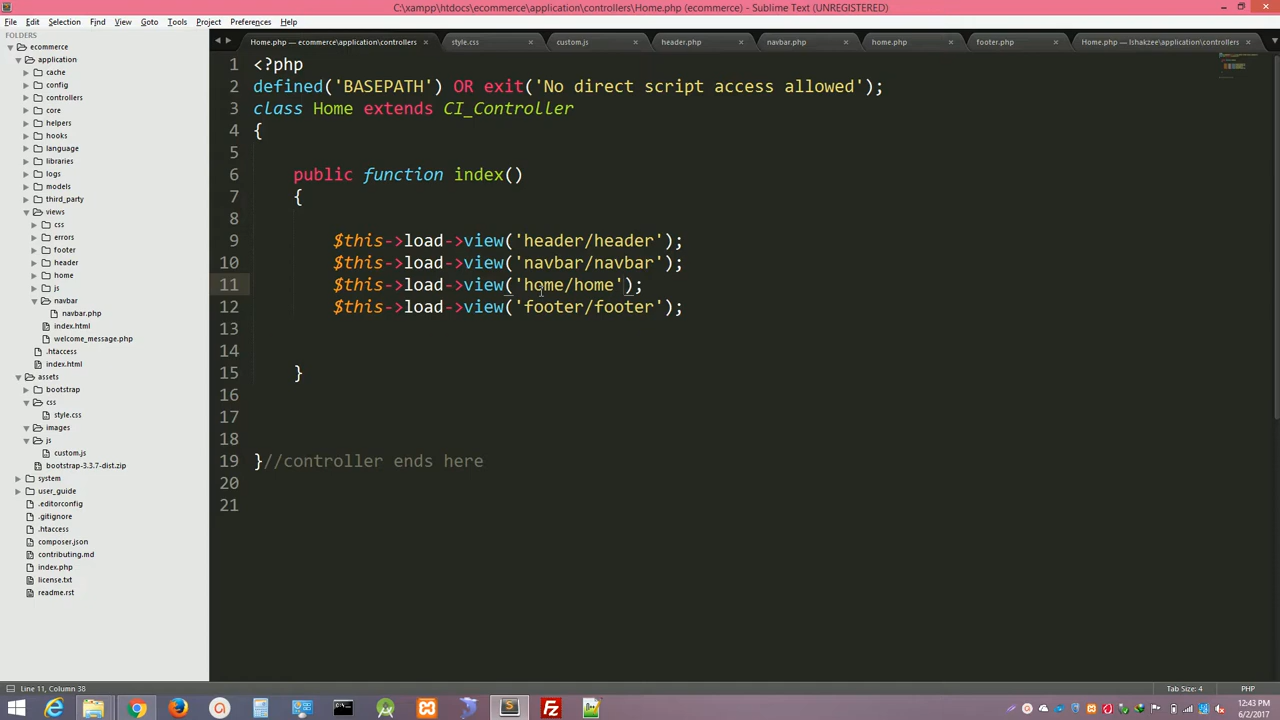 C:\xampp\htdocs\ecommerce\application\controllers\Home.php (ecommerce) - Sublime Text (UNREGISTERED)
File Edit Selection Find View Goto Tools Project Preferences Help
FOLDERS
ecommerce
application
cache
config
controllers
core
helpers
hooks
language
libraries
logs
models
third_party
views
css
errors
footer
header
home
js
navbar
navbar.php
index.html
welcome_message.php
.htaccess
index.html
assets
bootstrap
css
style.css
images
js
custom.js
bootstrap-3.3.7-dist.zip
system
user_guide
.editorconfig
.gitignore
.htaccess
composer.json
contributing.md
index.php
license.txt
readme.rst
Home.php — ecommerce\application\controllers × style.css × custom.js × header.php × navbar.php × home.php × footer.php × Home.php — lshakzee\application\controllers ×
1 <?php
2 defined('BASEPATH') OR exit('No direct script access allowed');
3 class Home extends CI_Controller
4 {
5
6 public function index()
7 {
8
9 $this->load->view('header/header');
10 $this->load->view('navbar/navbar');
11 $this->load->view('home/home');
12 $this->load->view('footer/footer');
13
14
15 }
16
17
18
19 }//controller ends here
20
21
Line 11, Column 38 Tab Size: 4 PHP
12:43 PM
6/2/2017